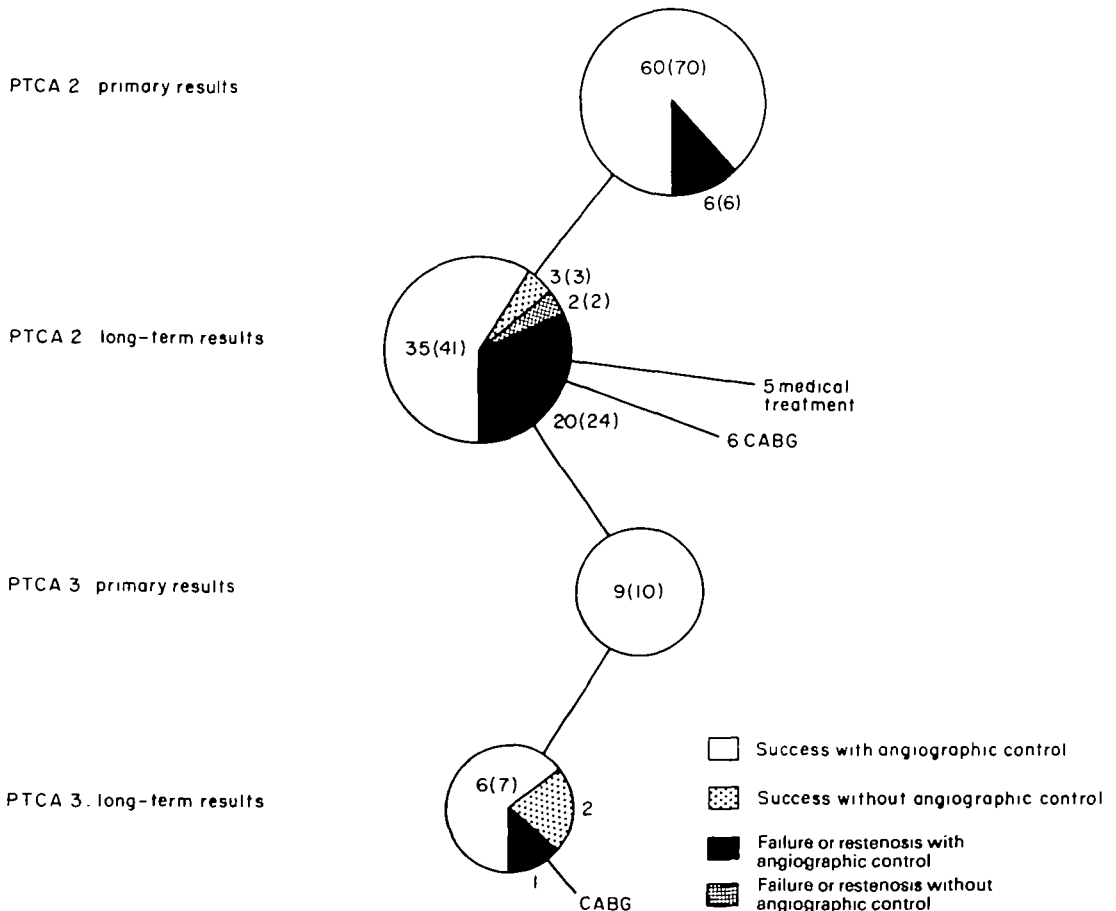 PTCA 2 primary results
60(70)
6(6)
PTCA 2 long-term results
35(41)
3(3)
2(2)
20(24)
5 medical
treatment
6 CABG
PTCA 3 primary results
9(10)
PTCA 3. long-term results
6(7)
2
1
CABG
Success with angiographic control
Success without angiographic control
Failure or restenosis with
angiographic control
Failure or restenosis without
angiographic control